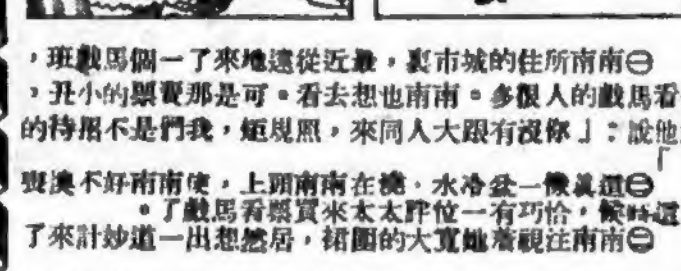 ㊀南南所住的城市裏，最近從遠地來了一個馬戲班，
看馬戲的人很多。南南也想去看。可是那賣票的小丑，
他說：「你沒有跟大人同來，照規矩，我們是不招待的
」
㊁這眞像一盆冷水，澆在南南頭上，使南南好不懊喪
這時候，恰巧有一位胖太太來買票看馬戲了。
㊂南南注視着她寬大的圍裙，居然想出一道妙計來了